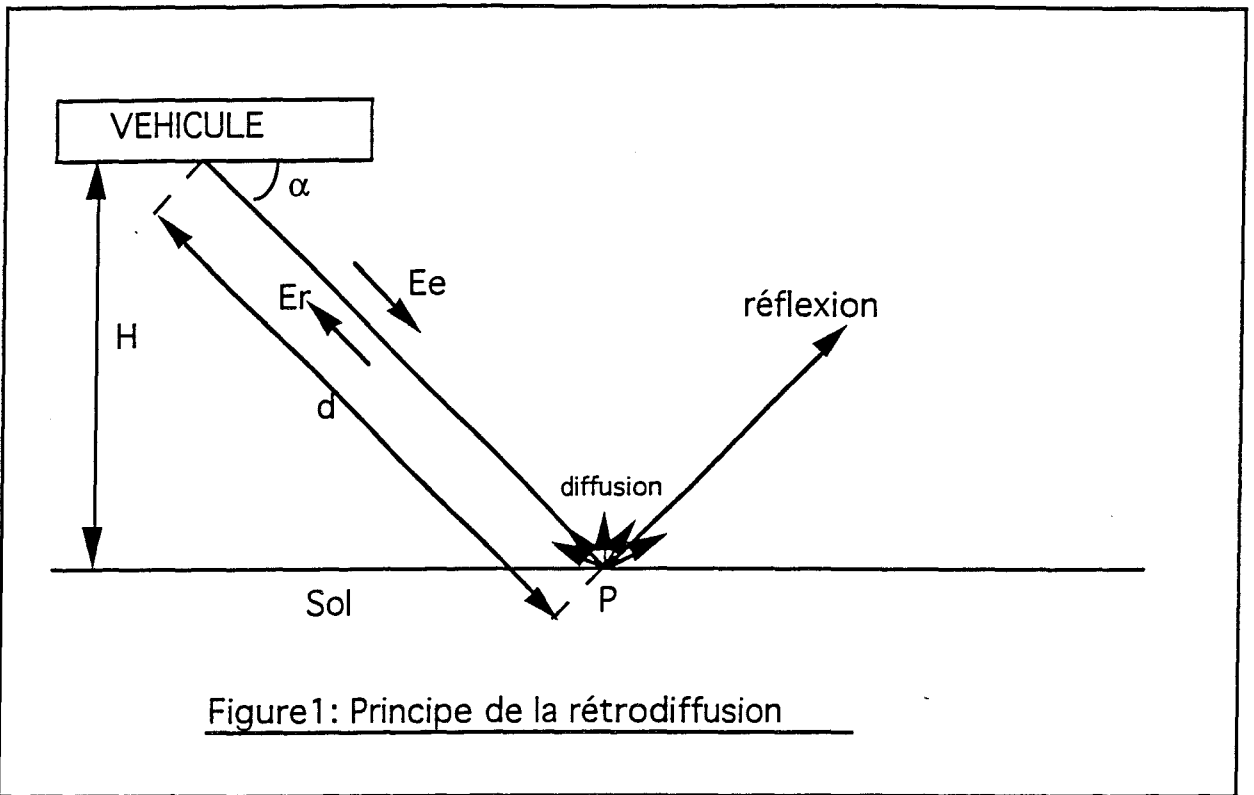 VEHICULE
α
Ee
Er
réflexion
H
d
diffusion
Sol
P
Figure1: Principe de la rétrodiffusion